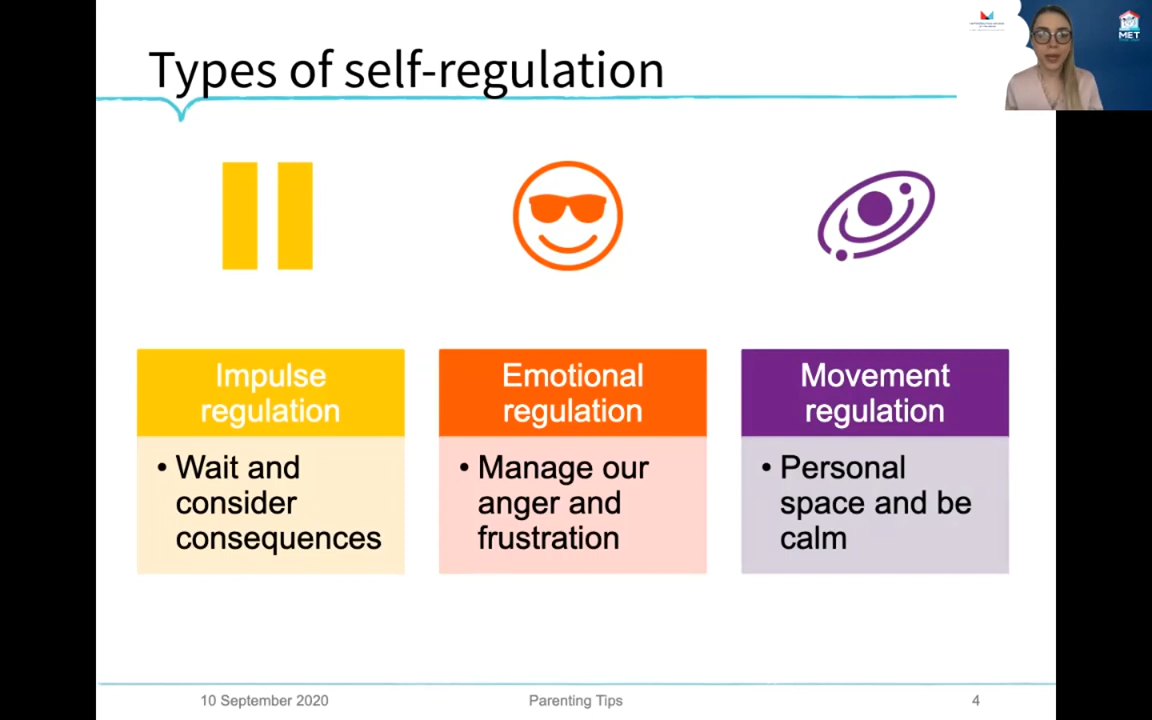 Types of self-regulation
MET
Impulse
regulation
• Wait and
consider
consequences
Emotional
regulation
• Manage our
anger and
frustration
Movement
regulation
• Personal
space and be
calm
10 September 2020
Parenting Tips
4